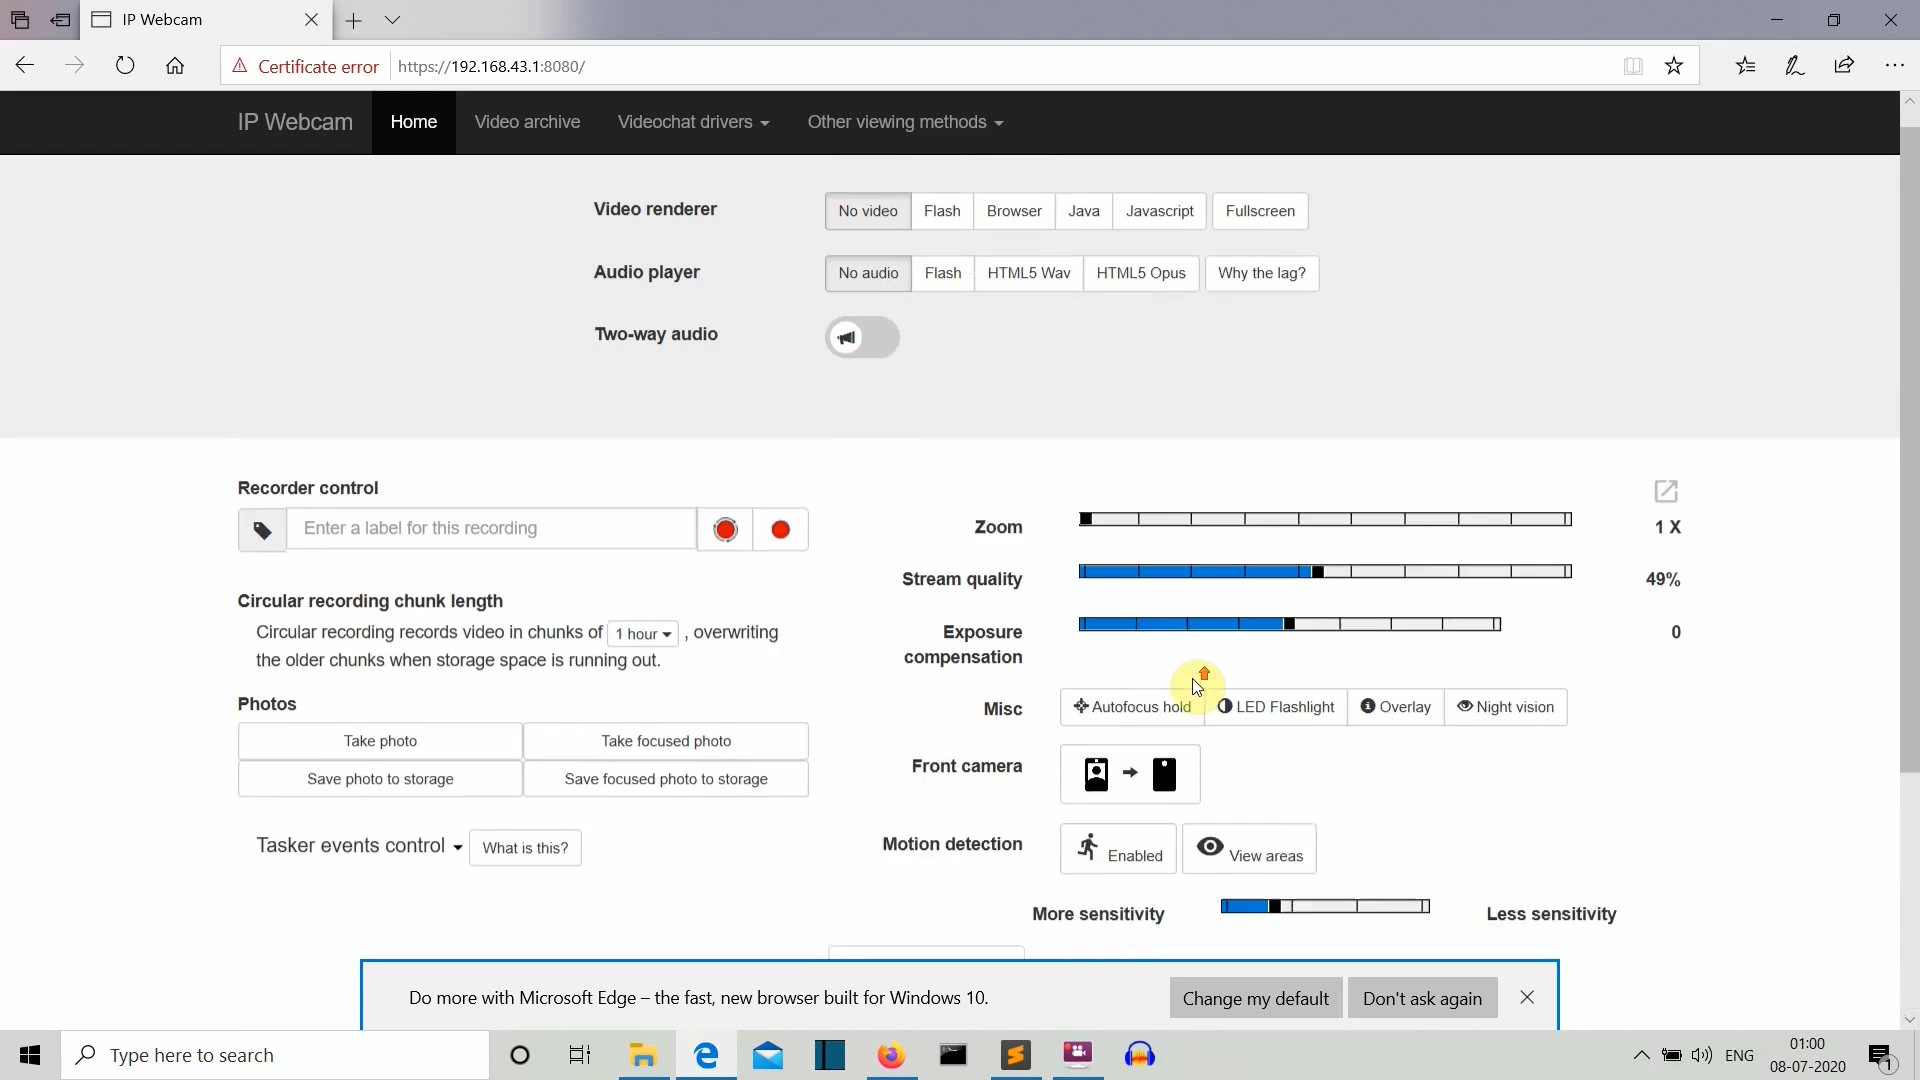 IP Webcam
Certificate error
https://192.168.43.1:8080/
IP Webcam
Home
Video archive
Videochat drivers
Other viewing methods
Video renderer
No video
Flash
Browser
Java
Javascript
Fullscreen
Audio player
No audio
Flash
HTML5 Wav
HTML5 Opus
Why the lag?
Two-way audio
Recorder control
Enter a label for this recording
Circular recording chunk length
Circular recording records video in chunks of 1 hour , overwriting
the older chunks when storage space is running out.
Photos
Take photo
Take focused photo
Save photo to storage
Save focused photo to storage
Tasker events control
What is this?
Zoom
1 X
Stream quality
49%
Exposure
compensation
0
Misc
Autofocus hold
LED Flashlight
Overlay
Night vision
Front camera
Motion detection
Enabled
View areas
More sensitivity
Less sensitivity
Do more with Microsoft Edge – the fast, new browser built for Windows 10.
Change my default
Don't ask again
Type here to search
ENG
01:00
08-07-2020
1